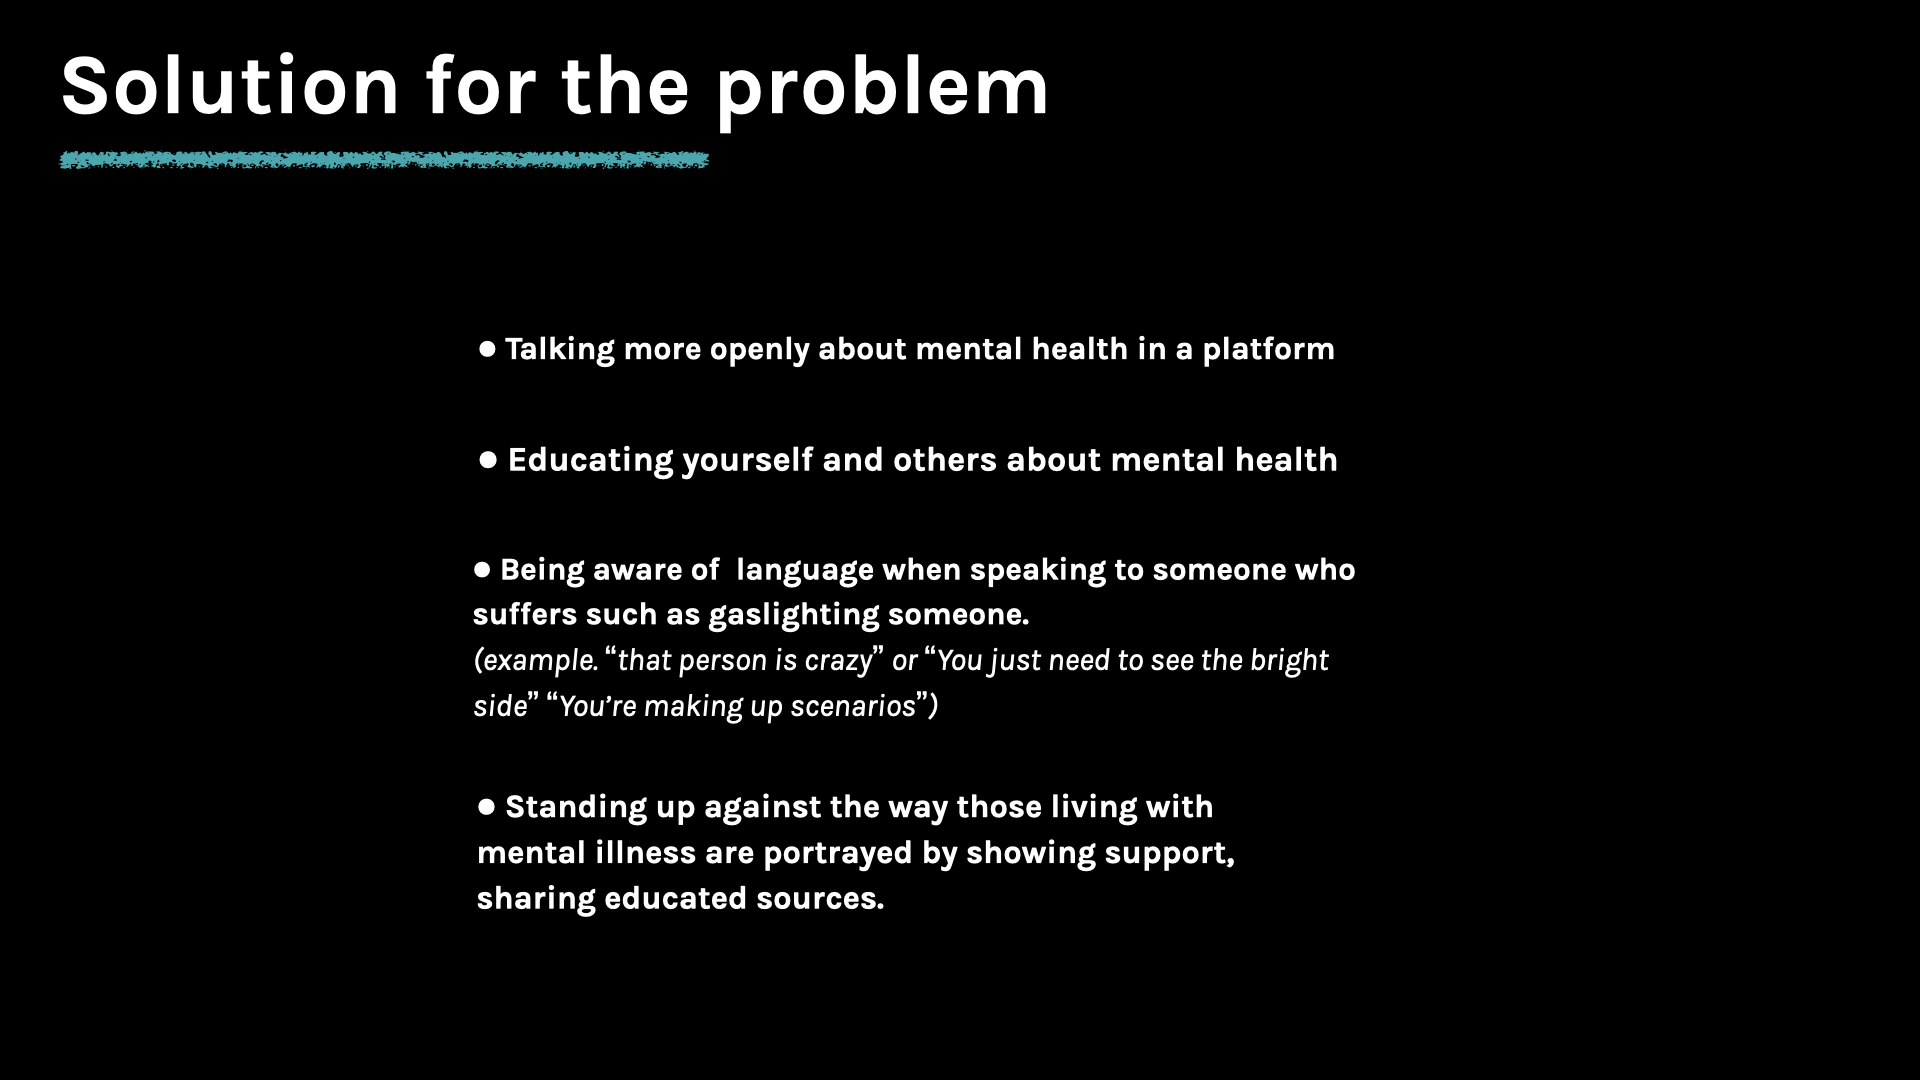 Solution for the problem
● Talking more openly about mental health in a platform
● Educating yourself and others about mental health
● Being aware of  language when speaking to someone who
suffers such as gaslighting someone.
(example. “that person is crazy” or “You just need to see the bright
side” “You’re making up scenarios”)
● Standing up against the way those living with
mental illness are portrayed by showing support,
sharing educated sources.